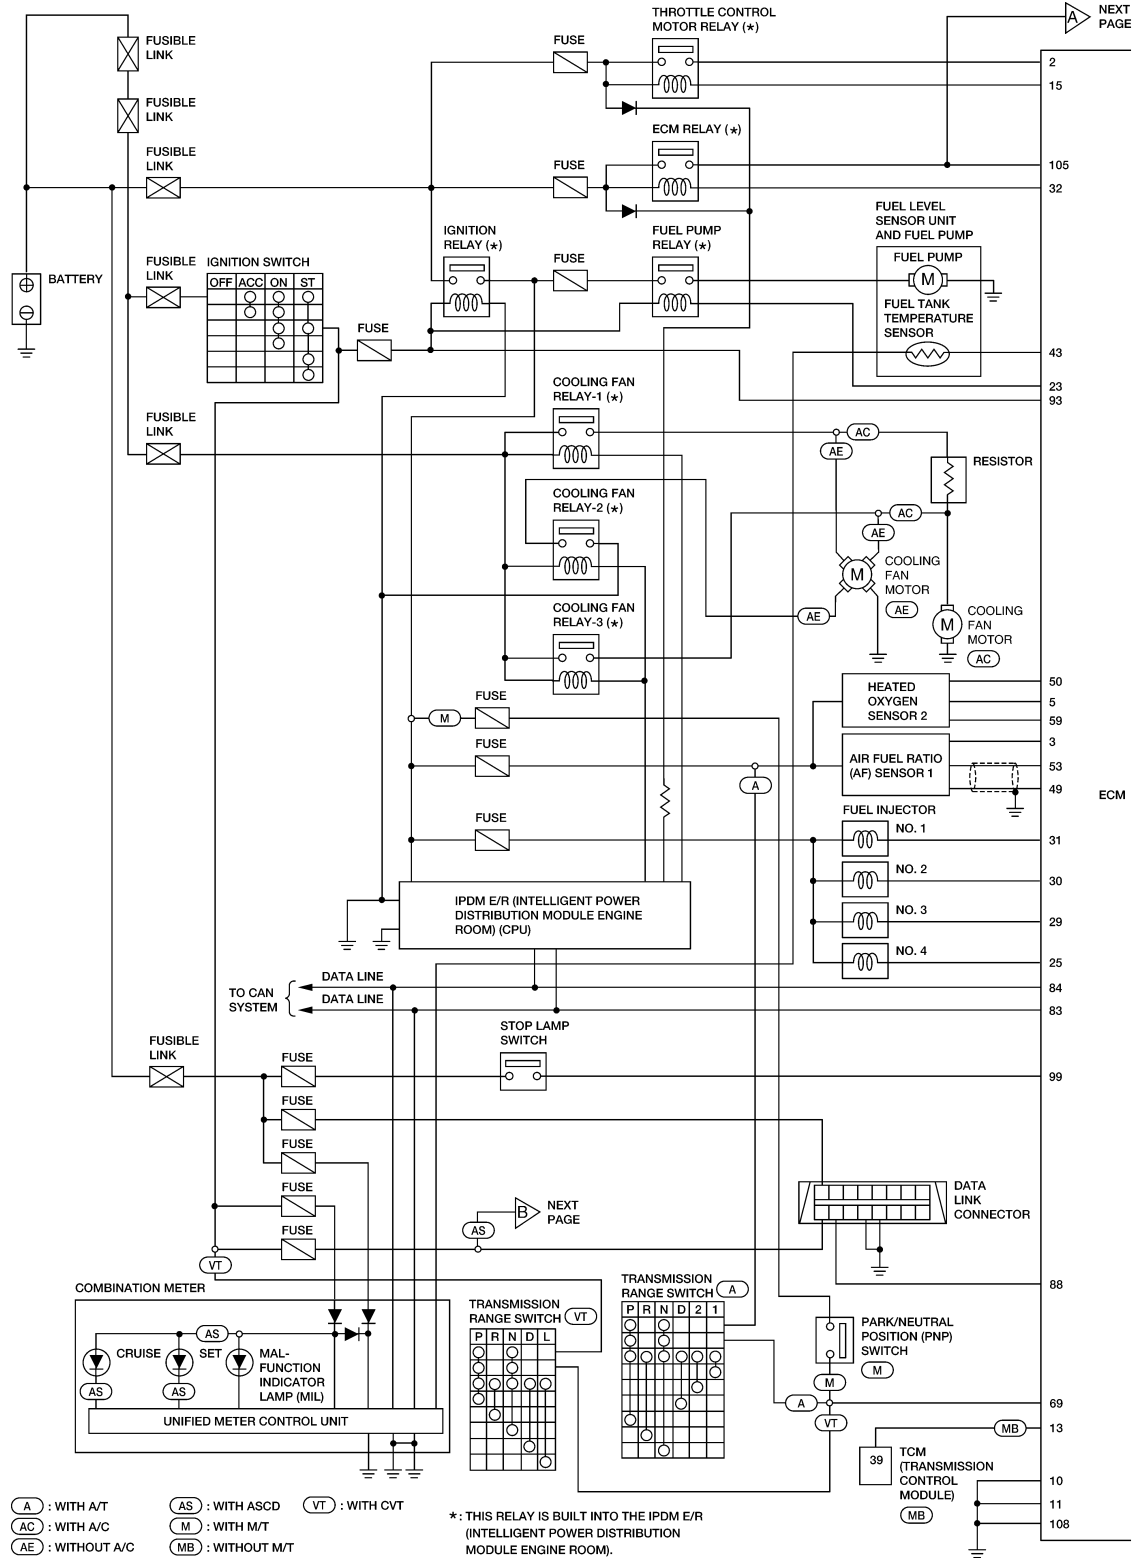 THROTTLE CONTROL
MOTOR RELAY (*)
A
NEXT
PAGE
FUSIBLE
LINK
FUSE
2
15
FUSIBLE
LINK
ECM RELAY (*)
FUSIBLE
LINK
FUSE
105
32
FUEL LEVEL
SENSOR UNIT
AND FUEL PUMP
IGNITION
RELAY (*)
FUEL PUMP
RELAY (*)
FUSE
FUEL PUMP
M
BATTERY
FUSIBLE
LINK
IGNITION SWITCH
OFF ACC ON ST
FUEL TANK
TEMPERATURE
SENSOR
FUSE
43
23
93
COOLING FAN
RELAY-1 (*)
FUSIBLE
LINK
AC
AE
RESISTOR
COOLING FAN
RELAY-2 (*)
AC
AE
M
COOLING
FAN
MOTOR
AE
COOLING FAN
RELAY-3 (*)
AE
M
COOLING
FAN
MOTOR
AC
FUSE
M
HEATED
OXYGEN
SENSOR 2
50
5
59
FUSE
A
AIR FUEL RATIO
(AF) SENSOR 1
3
53
49
ECM
FUSE
FUEL INJECTOR
NO. 1
31
NO. 2
30
NO. 3
29
NO. 4
25
IPDM E/R (INTELLIGENT POWER
DISTRIBUTION MODULE ENGINE
ROOM) (CPU)
TO CAN
SYSTEM
DATA LINE
DATA LINE
84
83
STOP LAMP
SWITCH
FUSIBLE
LINK
FUSE
99
FUSE
FUSE
FUSE
FUSE
B
NEXT
PAGE
AS
DATA
LINK
CONNECTOR
VT
88
COMBINATION METER
CRUISE
AS
SET
MAL-
FUNCTION
INDICATOR
LAMP (MIL)
AS
AS
UNIFIED METER CONTROL UNIT
TRANSMISSION
RANGE SWITCH
VT
P R N D L
TRANSMISSION
RANGE SWITCH
A
P R N D 2 1
PARK/NEUTRAL
POSITION (PNP)
SWITCH
M
M
A
VT
69
MB
13
39
TCM
(TRANSMISSION
CONTROL
MODULE)
MB
10
11
108
A : WITH A/T
AC : WITH A/C
AE : WITHOUT A/C
AS : WITH ASCD
M : WITH M/T
MB : WITHOUT M/T
VT : WITH CVT
* : THIS RELAY IS BUILT INTO THE IPDM E/R
(INTELLIGENT POWER DISTRIBUTION
MODULE ENGINE ROOM).